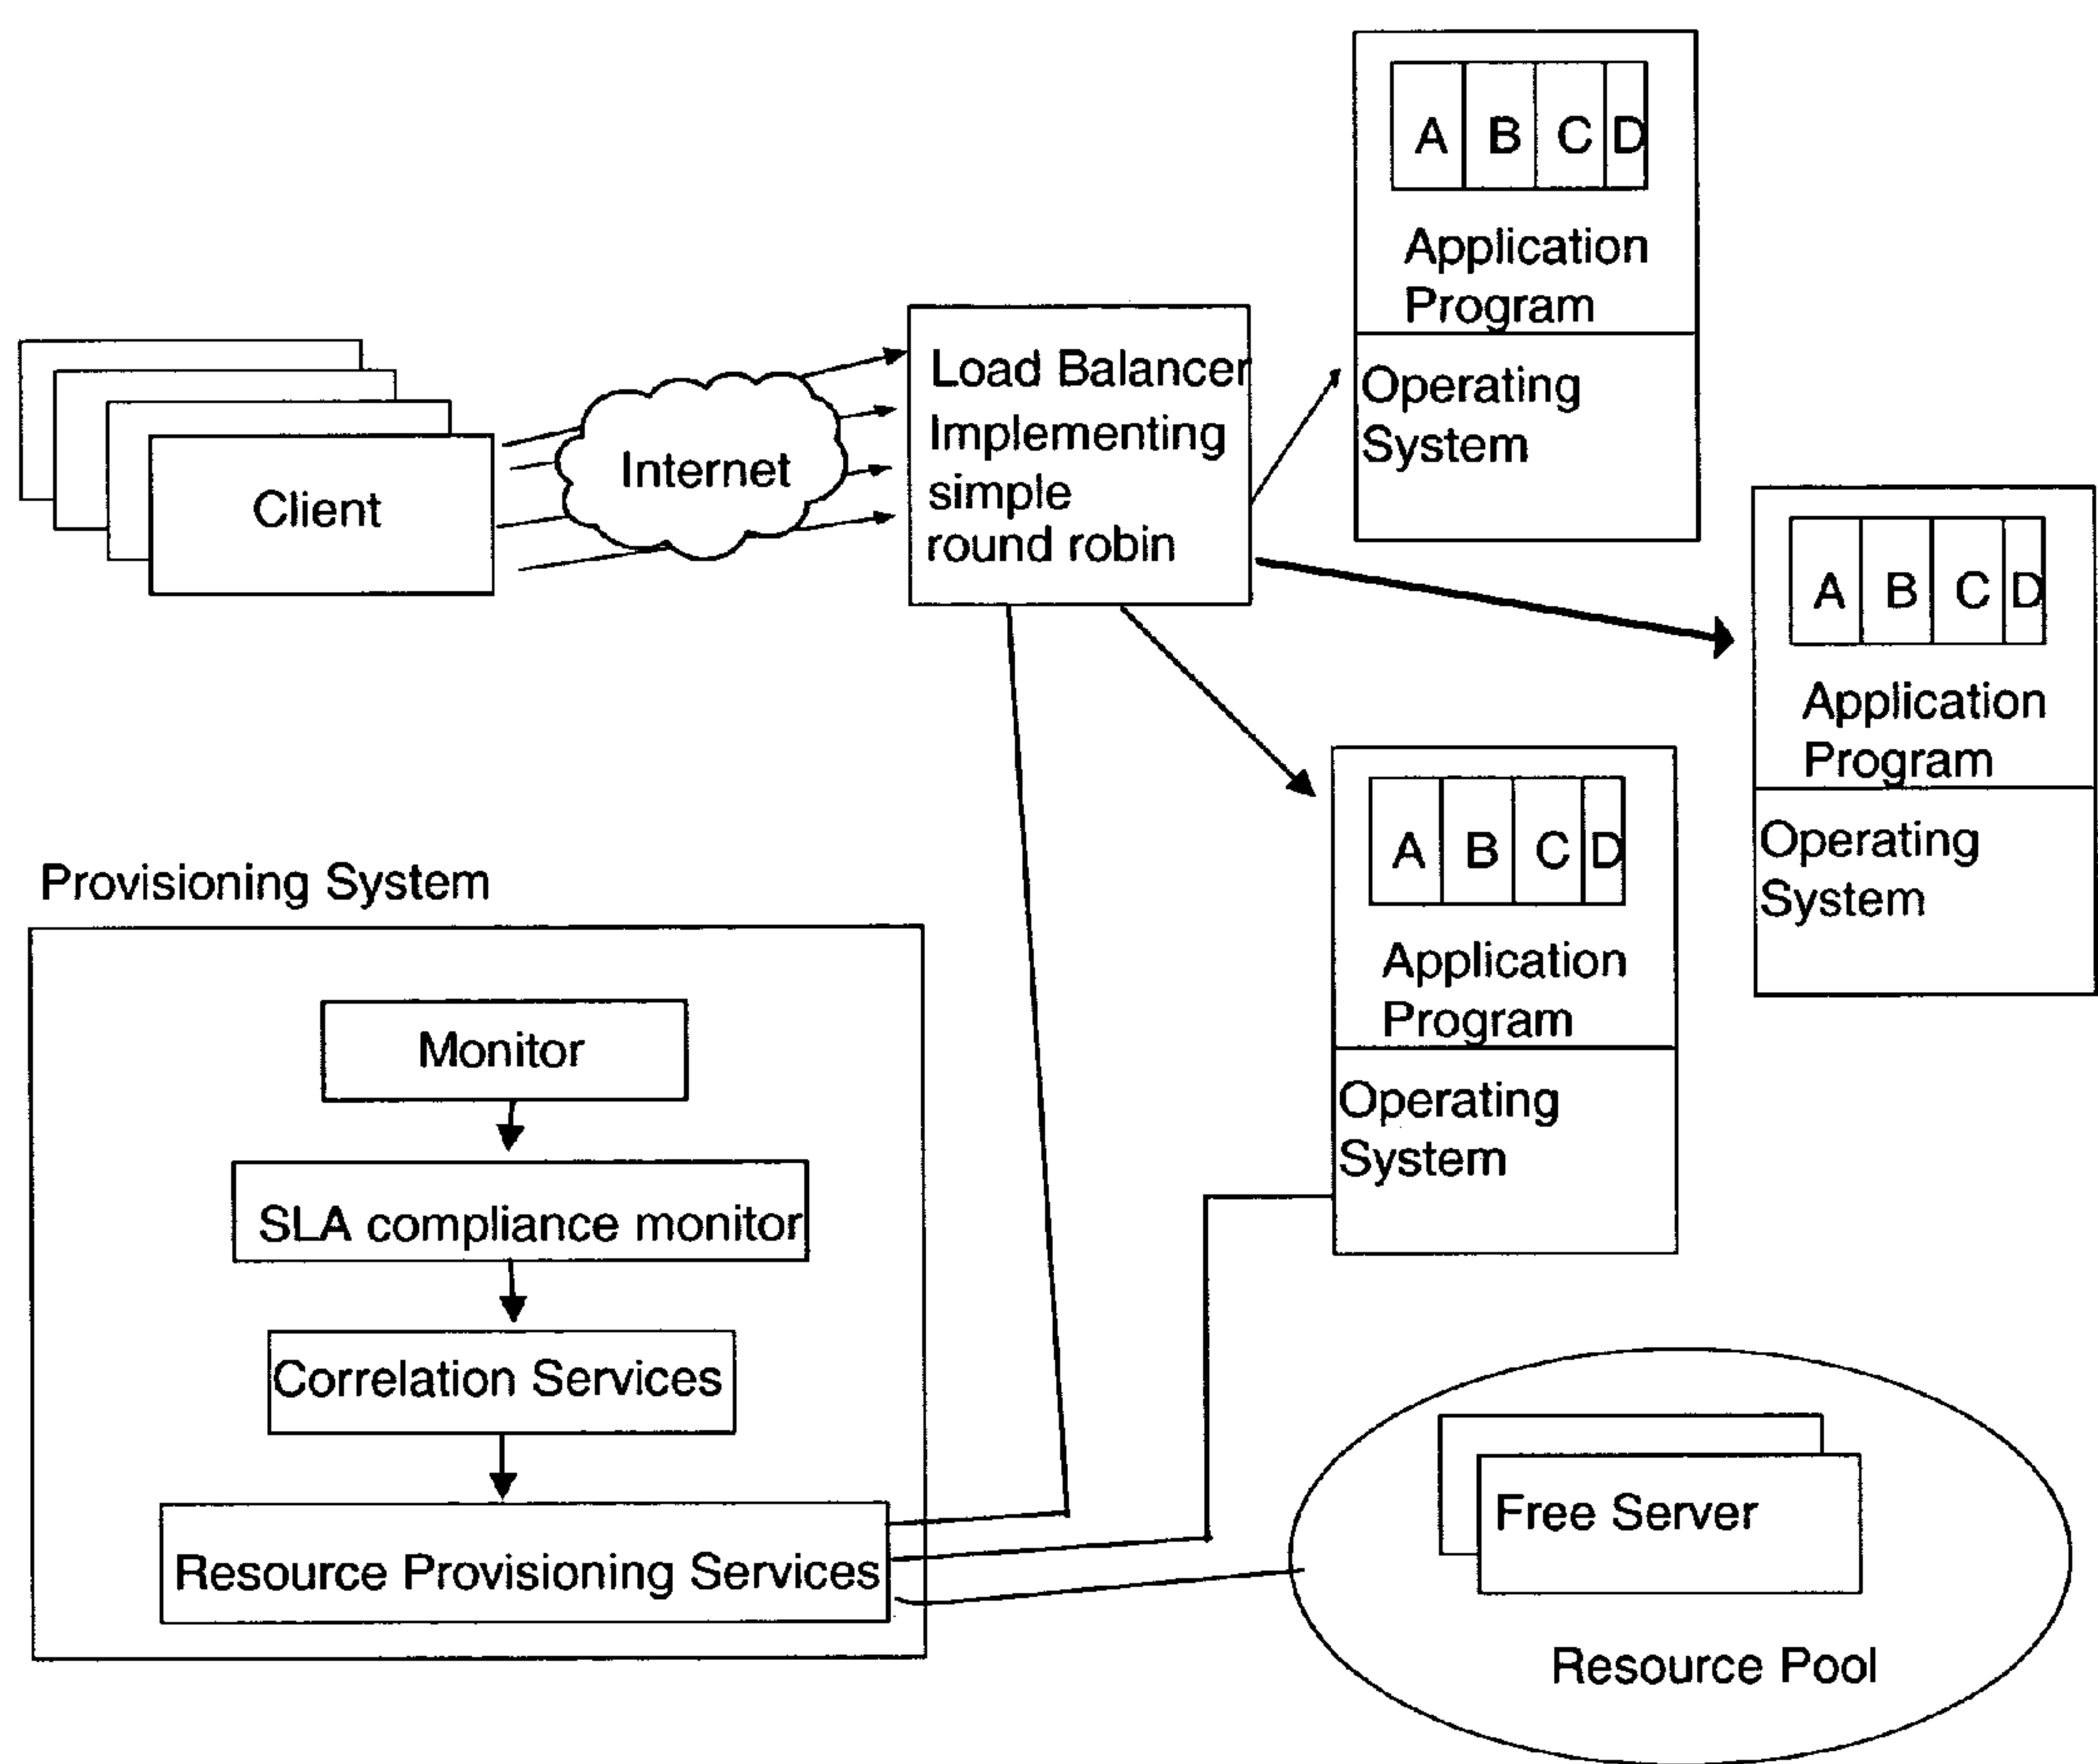 A B C D
Application
Program
Operating
System
Client
Internet
Load Balancer
Implementing
simple
round robin
A B C D
Application
Program
Operating
System
A B C D
Application
Program
Operating
System
Provisioning System
Monitor
SLA compliance monitor
Correlation Services
Resource Provisioning Services
Free Server
Resource Pool